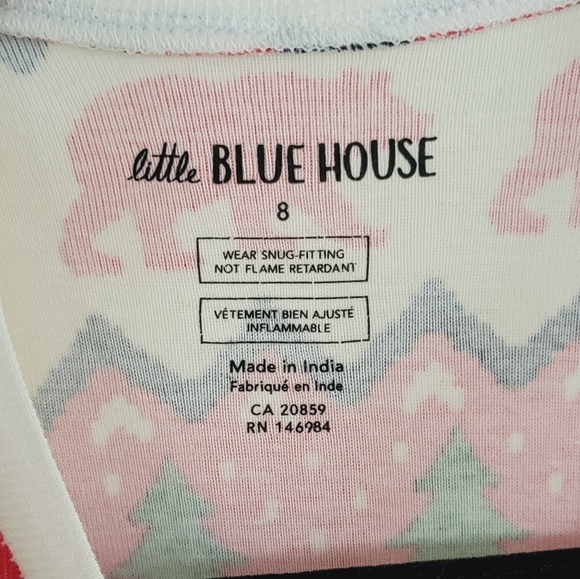 little BLUE HOUSE
8
WEAR SNUG-FITTING
NOT FLAME RETARDANT
VÉTEMENT BIEN AJUSTÉ
INFLAMMABLE
Made in India
Fabriqué en Inde
CA 20859
RN 146984